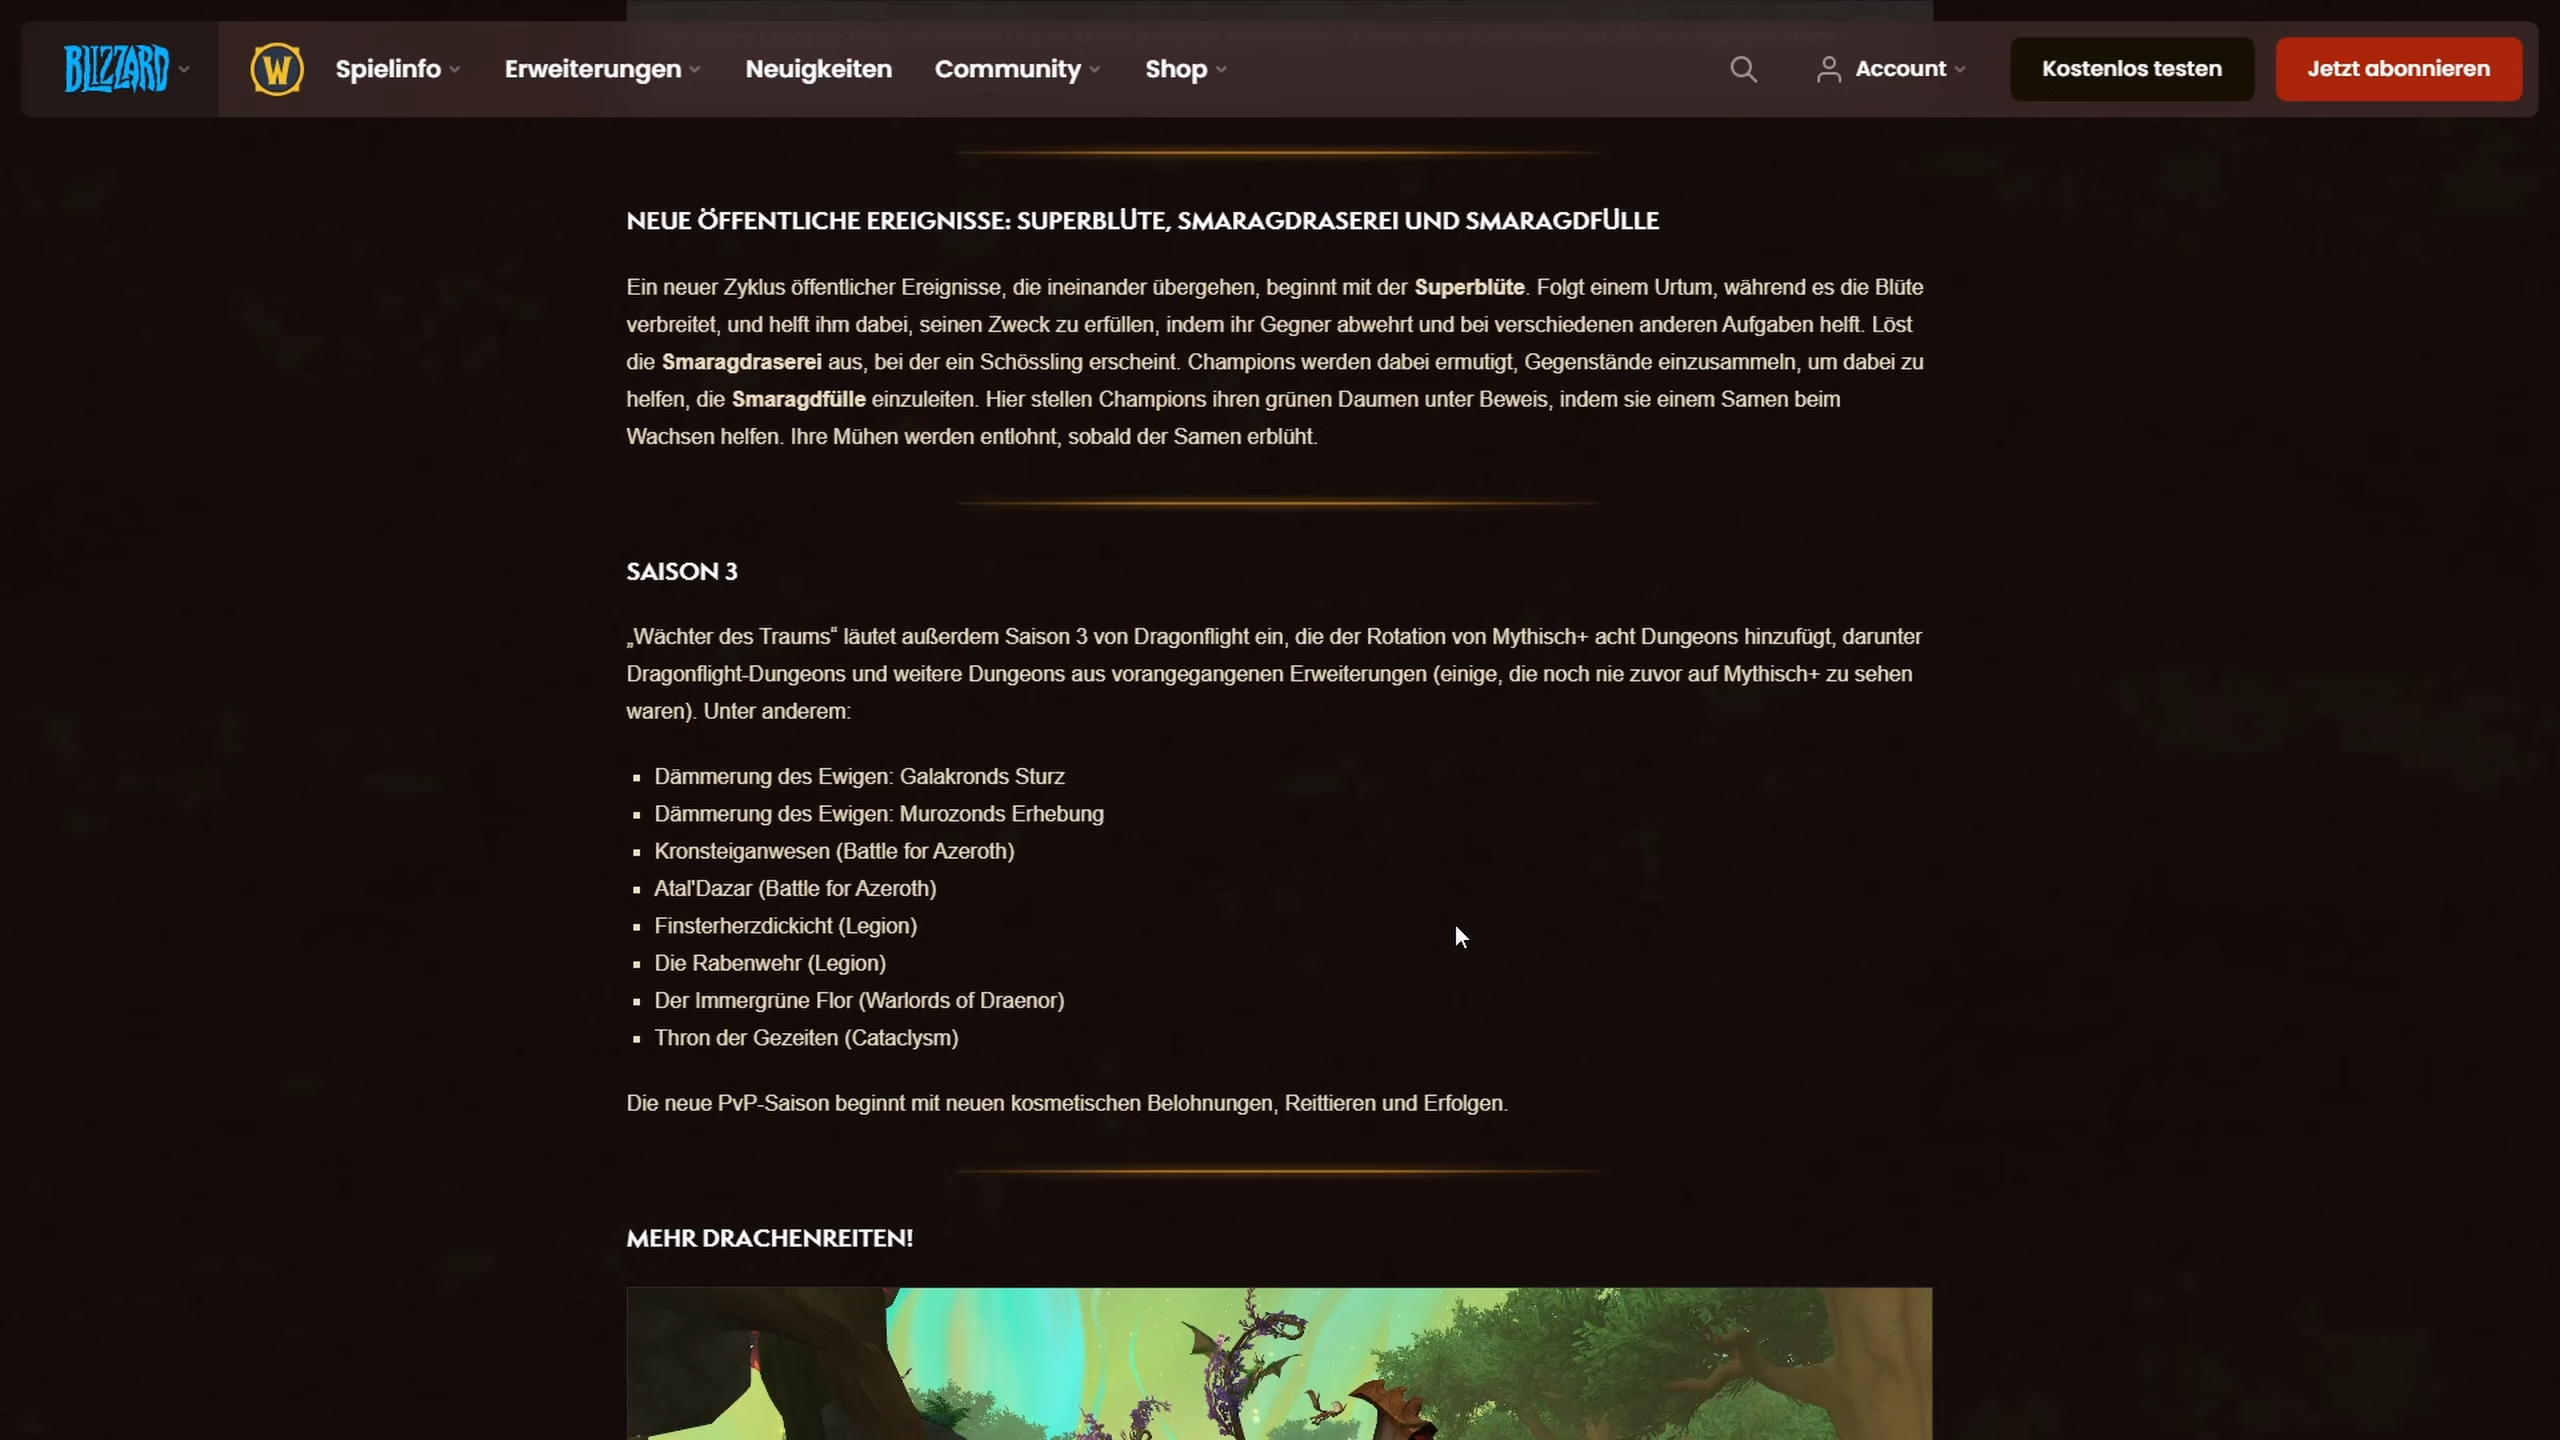 BLIZZARD
W
Spielinfo
Erweiterungen
Neuigkeiten
Community
Shop
Account
Kostenlos testen
Jetzt abonnieren
NEUE ÖFFENTLICHE EREIGNISSE: SUPERBLÜTE, SMARAGDRASEREI UND SMARAGDFÜLLE
Ein neuer Zyklus öffentlicher Ereignisse, die ineinander übergehen, beginnt mit der Superblüte. Folgt einem Urtum, während es die Blüte
verbreitet, und helft ihm dabei, seinen Zweck zu erfüllen, indem ihr Gegner abwehrt und bei verschiedenen anderen Aufgaben helft. Löst
die Smaragdraserei aus, bei der ein Schössling erscheint. Champions werden dabei ermutigt, Gegenstände einzusammeln, um dabei zu
helfen, die Smaragdfülle einzuleiten. Hier stellen Champions ihren grünen Daumen unter Beweis, indem sie einem Samen beim
Wachsen helfen. Ihre Mühen werden entlohnt, sobald der Samen erblüht.
SAISON 3
„Wächter des Traums“ läutet außerdem Saison 3 von Dragonflight ein, die der Rotation von Mythisch+ acht Dungeons hinzufügt, darunter
Dragonflight-Dungeons und weitere Dungeons aus vorangegangenen Erweiterungen (einige, die noch nie zuvor auf Mythisch+ zu sehen
waren). Unter anderem:
▪ Dämmerung des Ewigen: Galakronds Sturz
▪ Dämmerung des Ewigen: Murozonds Erhebung
▪ Kronsteiganwesen (Battle for Azeroth)
▪ Atal'Dazar (Battle for Azeroth)
▪ Finsterherzdickicht (Legion)
▪ Die Rabenwehr (Legion)
▪ Der Immergrüne Flor (Warlords of Draenor)
▪ Thron der Gezeiten (Cataclysm)
Die neue PvP-Saison beginnt mit neuen kosmetischen Belohnungen, Reittieren und Erfolgen.
MEHR DRACHENREITEN!